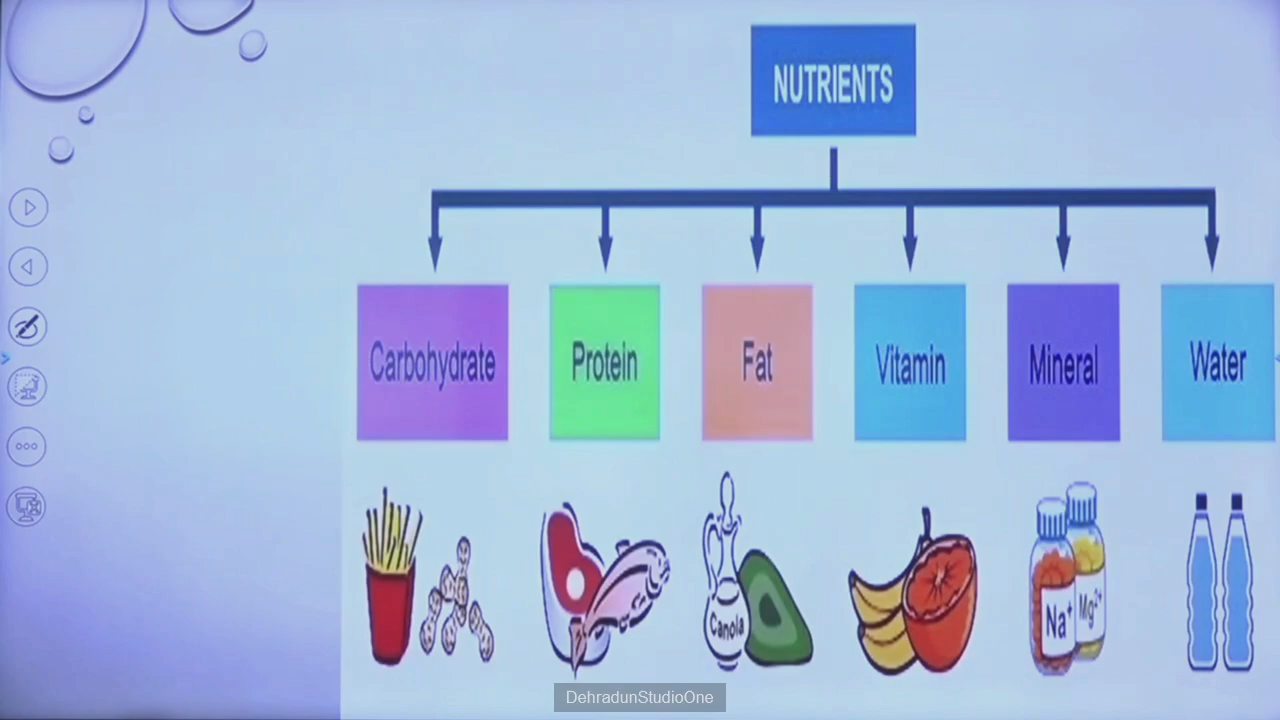 NUTRIENTS
Carbohydrate
Protein
Fat
Vitamin
Mineral
Water
Canola
Na+
Mg2+
DehradunStudioOne